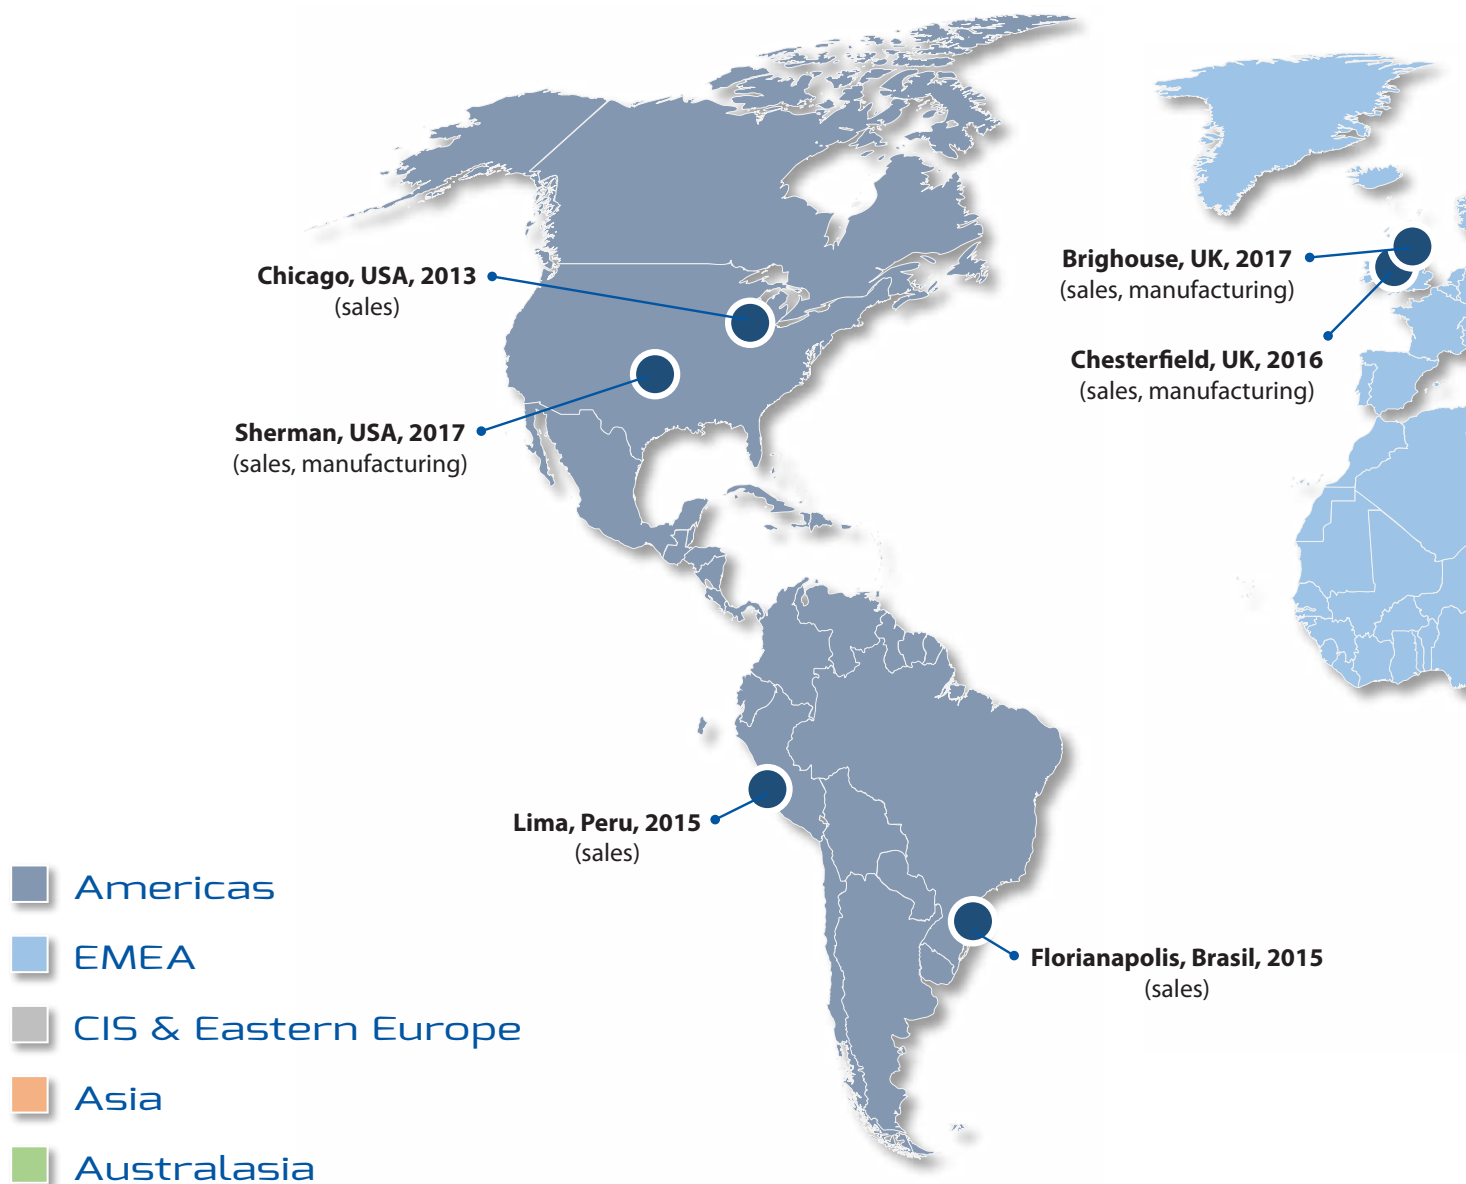 Chicago, USA, 2013
(sales)
Sherman, USA, 2017
(sales, manufacturing)
Brighouse, UK, 2017
(sales, manufacturing)
Chesterfield, UK, 2016
(sales, manufacturing)
Lima, Peru, 2015
(sales)
Florianapolis, Brasil, 2015
(sales)
Americas
EMEA
CIS & Eastern Europe
Asia
Australasia